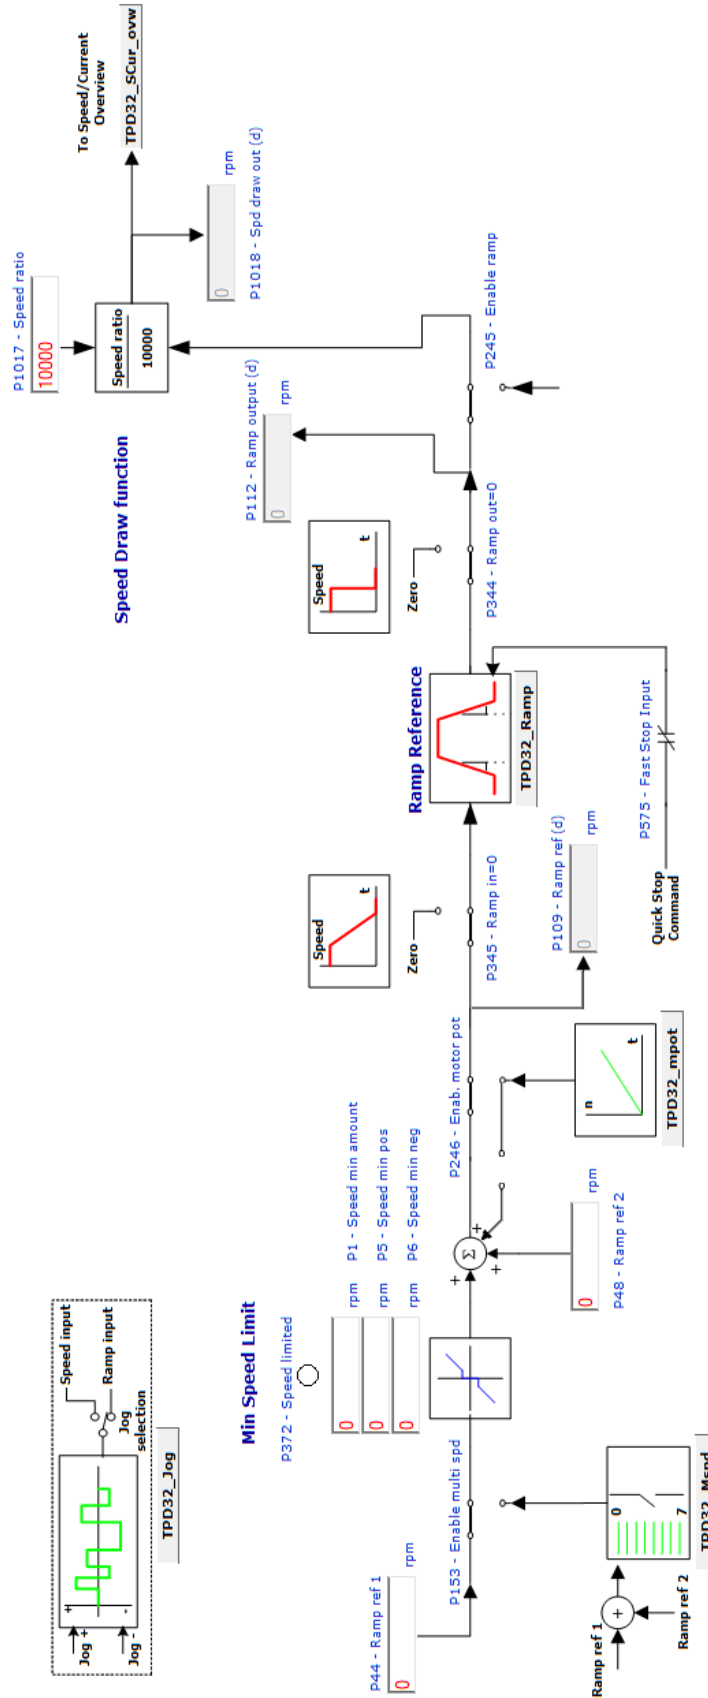 Jog +
Jog -
+
-
Speed input
Ramp input
Jog
selection
TPD32_Jog
Min Speed Limit
P372 - Speed limited
0
rpm
P1 - Speed min amount
0
rpm
P5 - Speed min pos
0
rpm
P6 - Speed min neg
P44 - Ramp ref 1
0
rpm
P153 - Enable multi spd
Ramp ref 1
Ramp ref 2
+
0
7
TPD32_Mspd
+
+
+
Σ
0
rpm
P48 - Ramp ref 2
P246 - Enab. motor pot
n
t
TPD32_mpot
P109 - Ramp ref (d)
0
rpm
Speed
t
Zero
P345 - Ramp in=0
Ramp Reference
TPD32_Ramp
Quick Stop
Command
P575 - Fast Stop Input
Speed
t
Zero
P344 - Ramp out=0
P112 - Ramp output (d)
0
rpm
P245 - Enable ramp
Speed Draw function
P1017 - Speed ratio
10000
Speed ratio
10000
0
rpm
P1018 - Spd draw out (d)
To Speed/Current
Overview
TPD32_SCur_ovw